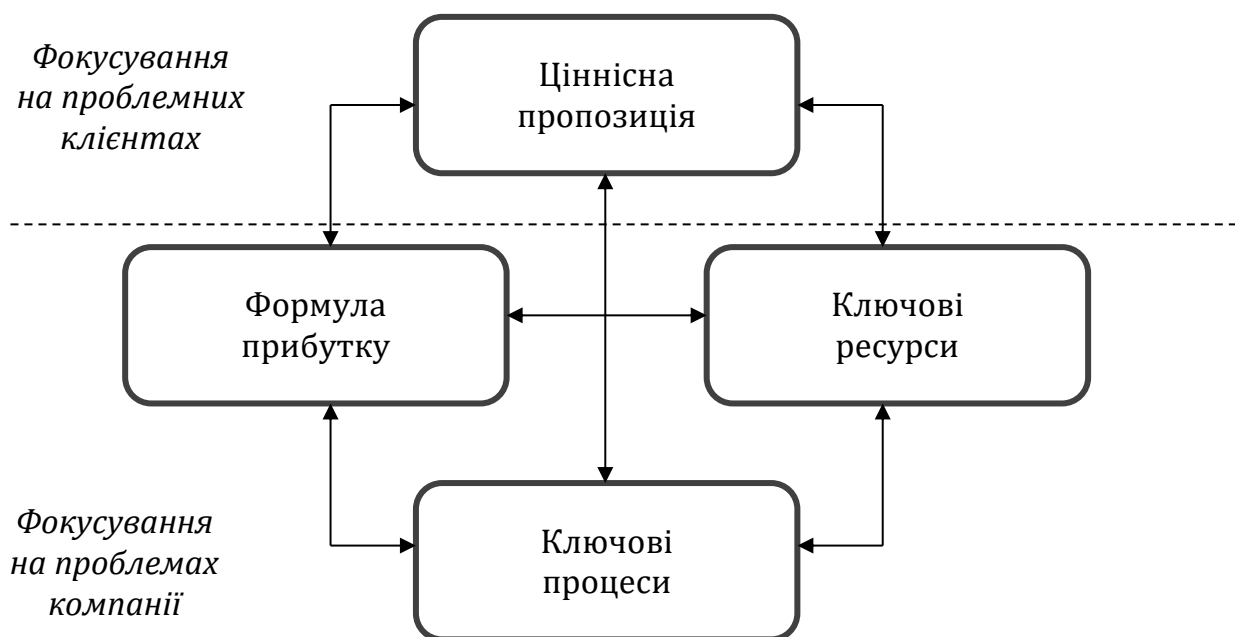 Фокусування
на проблемних
клієнтах
Ціннісна
пропозиція
Формула
прибутку
Ключові
ресурси
Фокусування
на проблемах
компанії
Ключові
процеси